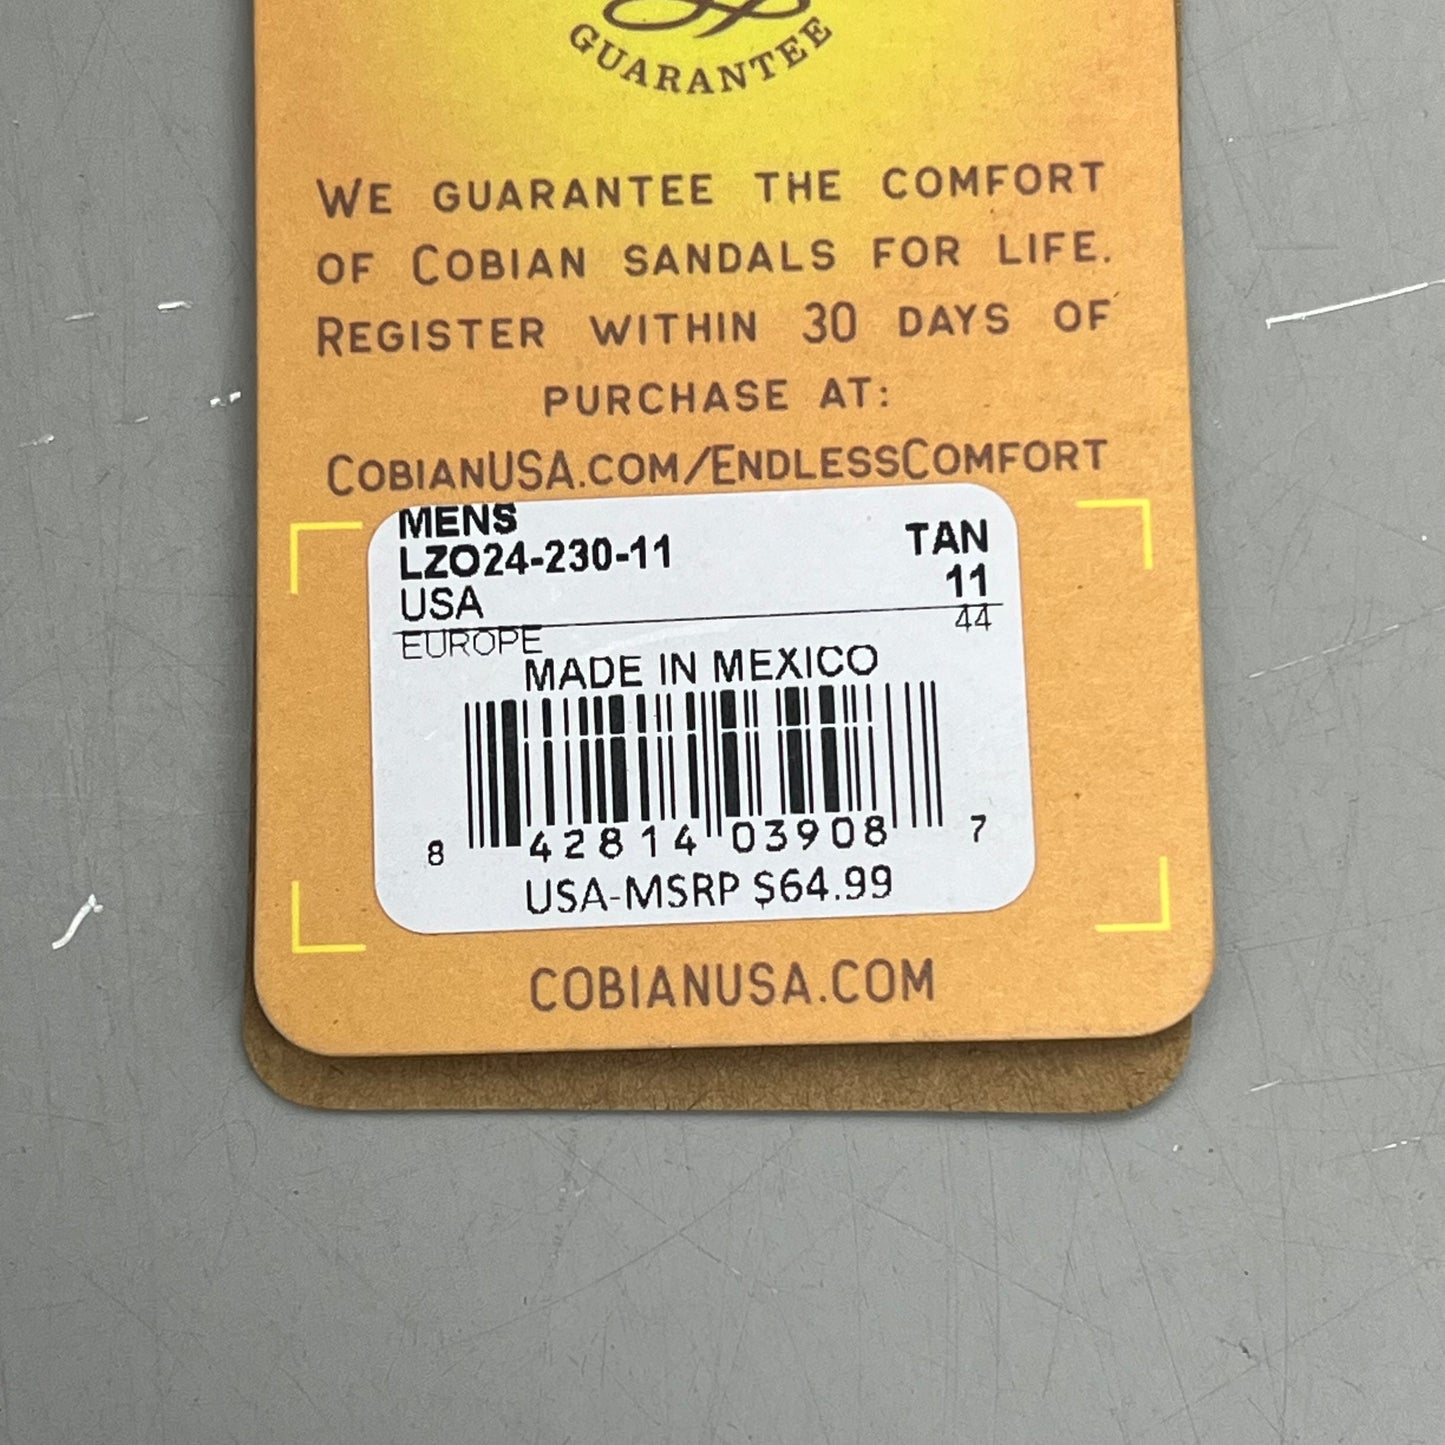 GUARANTEE
WE GUARANTEE THE COMFORT
OF COBIAN SANDALS FOR LIFE.
REGISTER WITHIN 30 DAYS OF
PURCHASE AT:
COBIANUSA.COM/ENDLESSCOMFORT
MENS
LZO24-230-11 TAN
USA 11
EUROPE 44
MADE IN MEXICO
8 42814 03908 7
USA-MSRP $64.99
COBIANUSA.COM